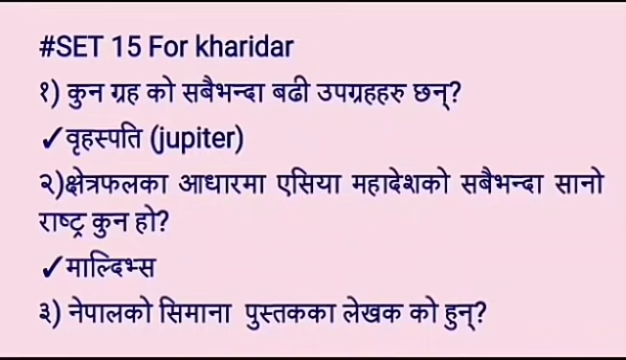 #SET 15 For kharidar
१) कुन ग्रह को सबैभन्दा बढी उपग्रहहरु छन्?
✓वृहस्पति (jupiter)
२)क्षेत्रफलका आधारमा एसिया महादेशको सबैभन्दा सानो
राष्ट्र कुन हो?
✓माल्दिभ्स
३) नेपालको सिमाना पुस्तकका लेखक को हुन्?